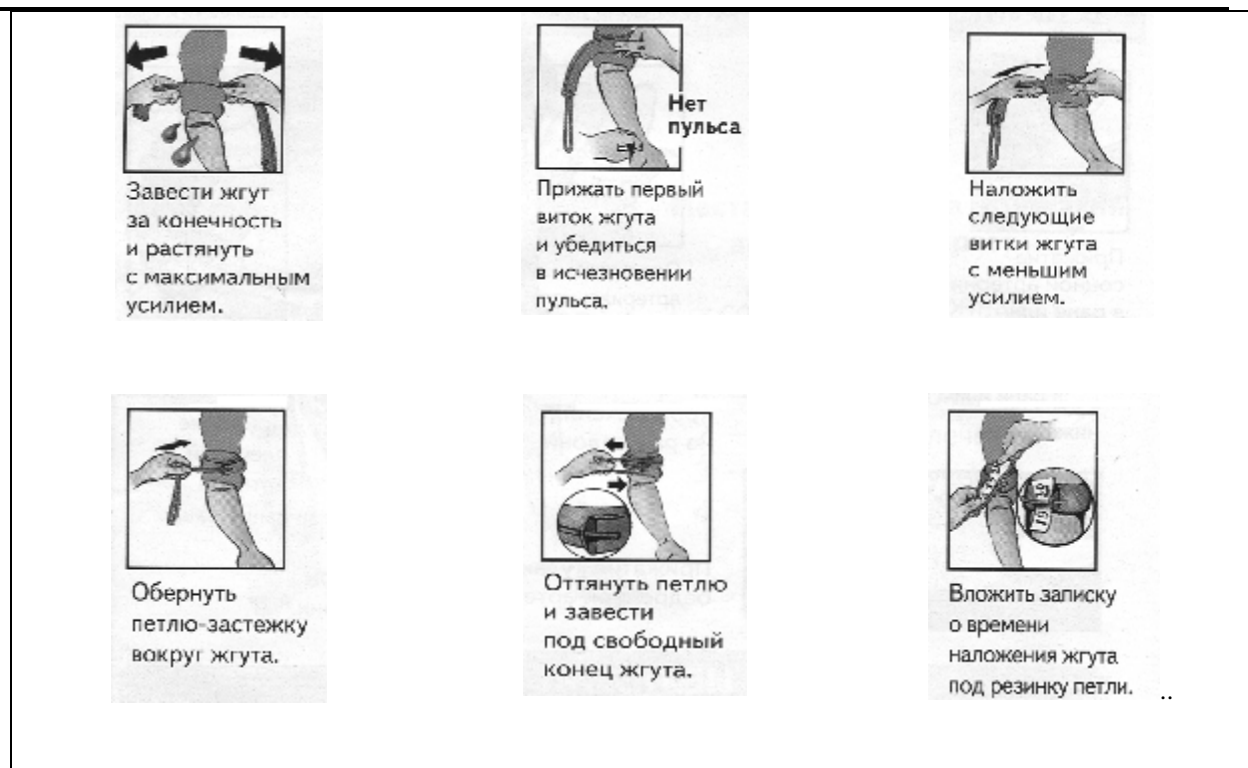 Нет
пульса
Завести жгут
за конечность
и растянуть
с максимальным
усилием.
Прижать первый
виток жгута
и убедиться
в исчезновении
пульса.
Наложить
следующие
витки жгута
с меньшим
усилием.
Обернуть
петлю-застежку
вокруг жгута.
Оттянуть петлю
и завести
под свободный
конец жгута.
Вложить записку
о времени
наложения жгута
под резинку петли.
..